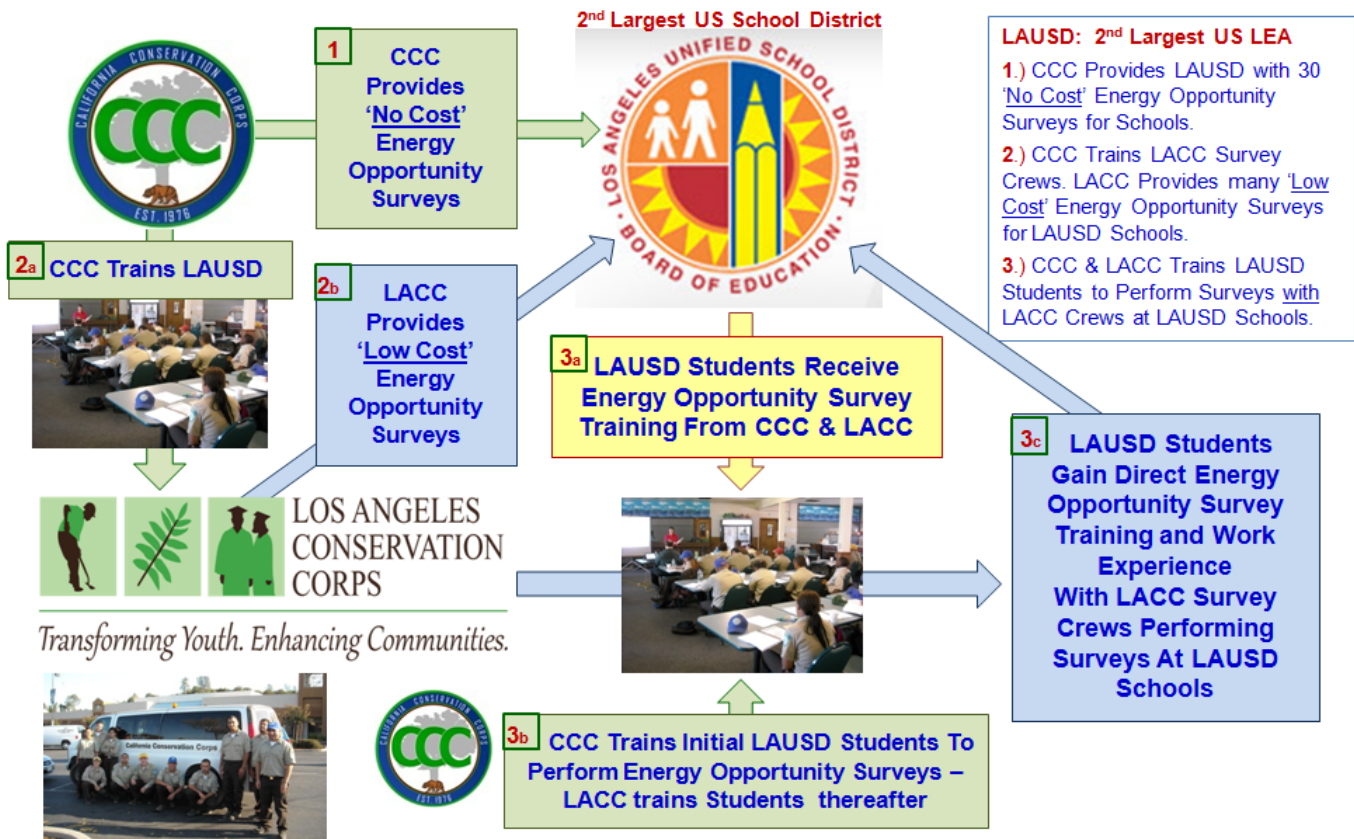 CALIFORNIA CONSERVATION CORPS
CCC
EST. 1976
1
CCC
Provides
‘No Cost’
Energy
Opportunity
Surveys
2nd Largest US School District
LOS ANGELES UNIFIED SCHOOL DISTRICT
• BOARD OF EDUCATION •
LAUSD: 2nd Largest US LEA
1.) CCC Provides LAUSD with 30
‘No Cost’ Energy Opportunity
Surveys for Schools.
2.) CCC Trains LACC Survey
Crews. LACC Provides many ‘Low
Cost’ Energy Opportunity Surveys
for LAUSD Schools.
3.) CCC & LACC Trains LAUSD
Students to Perform Surveys with
LACC Crews at LAUSD Schools.
2a
CCC Trains LAUSD
2b
LACC
Provides
‘Low Cost’
Energy
Opportunity
Surveys
3a
LAUSD Students Receive
Energy Opportunity Survey
Training From CCC & LACC
3c
LAUSD Students
Gain Direct Energy
Opportunity Survey
Training and Work
Experience
With LACC Survey
Crews Performing
Surveys At LAUSD
Schools
LOS ANGELES
CONSERVATION
CORPS
Transforming Youth. Enhancing Communities.
California Conservation Corps
CALIFORNIA CONSERVATION CORPS
CCC
EST. 1976
3b
CCC Trains Initial LAUSD Students To
Perform Energy Opportunity Surveys –
LACC trains Students thereafter